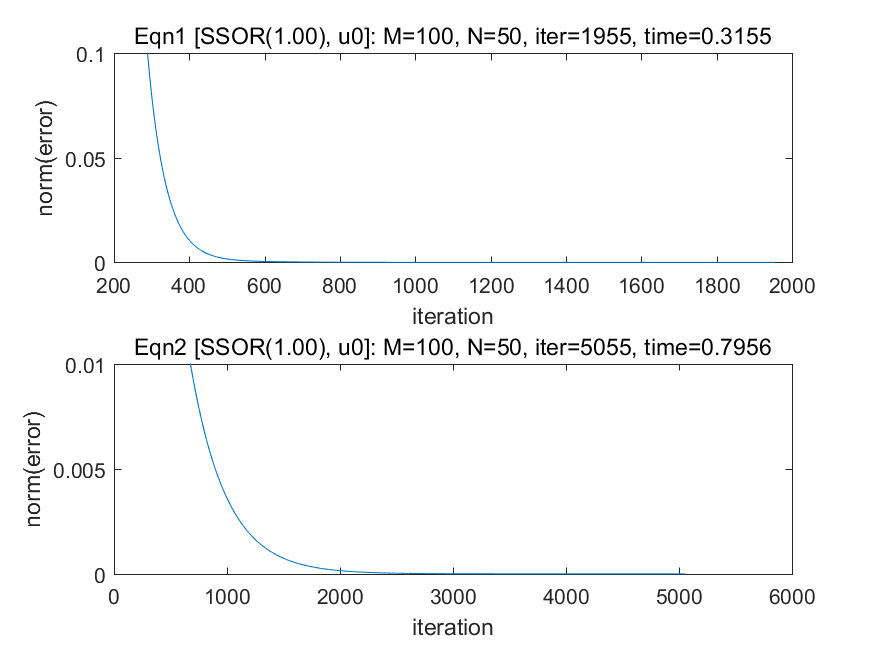 Eqn1 [SSOR(1.00), u0]: M=100, N=50, iter=1955, time=0.3155
0.1
0.05
0
norm(error)
200 400 600 800 1000 1200 1400 1600 1800 2000
iteration
Eqn2 [SSOR(1.00), u0]: M=100, N=50, iter=5055, time=0.7956
0.01
0.005
0
norm(error)
0 1000 2000 3000 4000 5000 6000
iteration